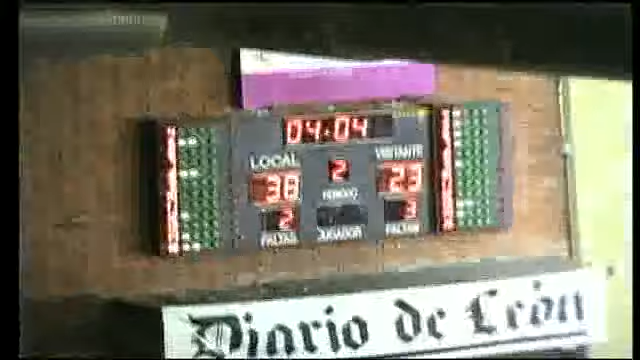 04:04
LOCAL 2 VISITANTE
38 PERIODO 23
2 3
FALTAS JUGADOR FALTAS
Diario de León